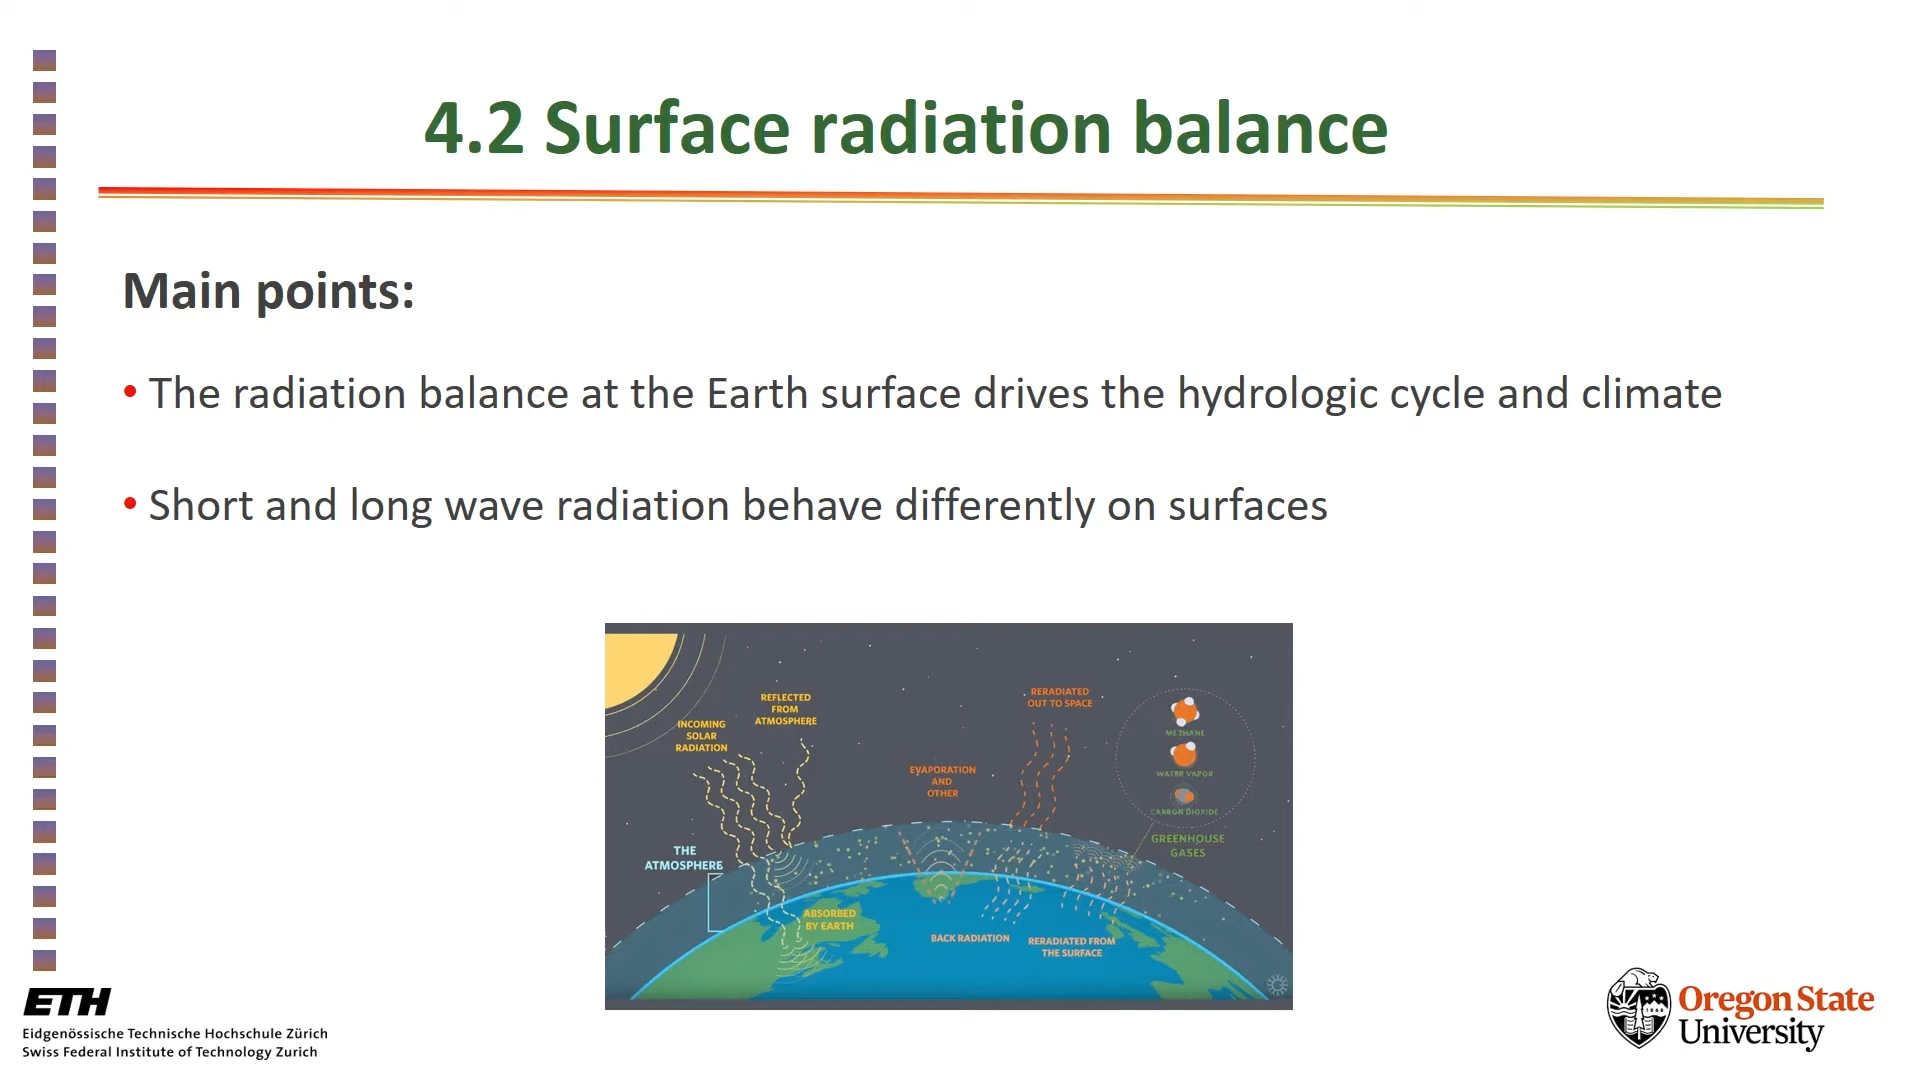 4.2 Surface radiation balance
Main points:
• The radiation balance at the Earth surface drives the hydrologic cycle and climate
• Short and long wave radiation behave differently on surfaces
REFLECTED
FROM
ATMOSPHERE
INCOMING
SOLAR
RADIATION
RERADIATED
OUT TO SPACE
METHANE
WATER VAPOR
CARBON DIOXIDE
GREENHOUSE
GASES
EVAPORATION
AND
OTHER
THE
ATMOSPHERE
ABSORBED
BY EARTH
BACK RADIATION
RERADIATED FROM
THE SURFACE
ETH
Eidgenössische Technische Hochschule Zürich
Swiss Federal Institute of Technology Zurich
1868
Oregon State
University